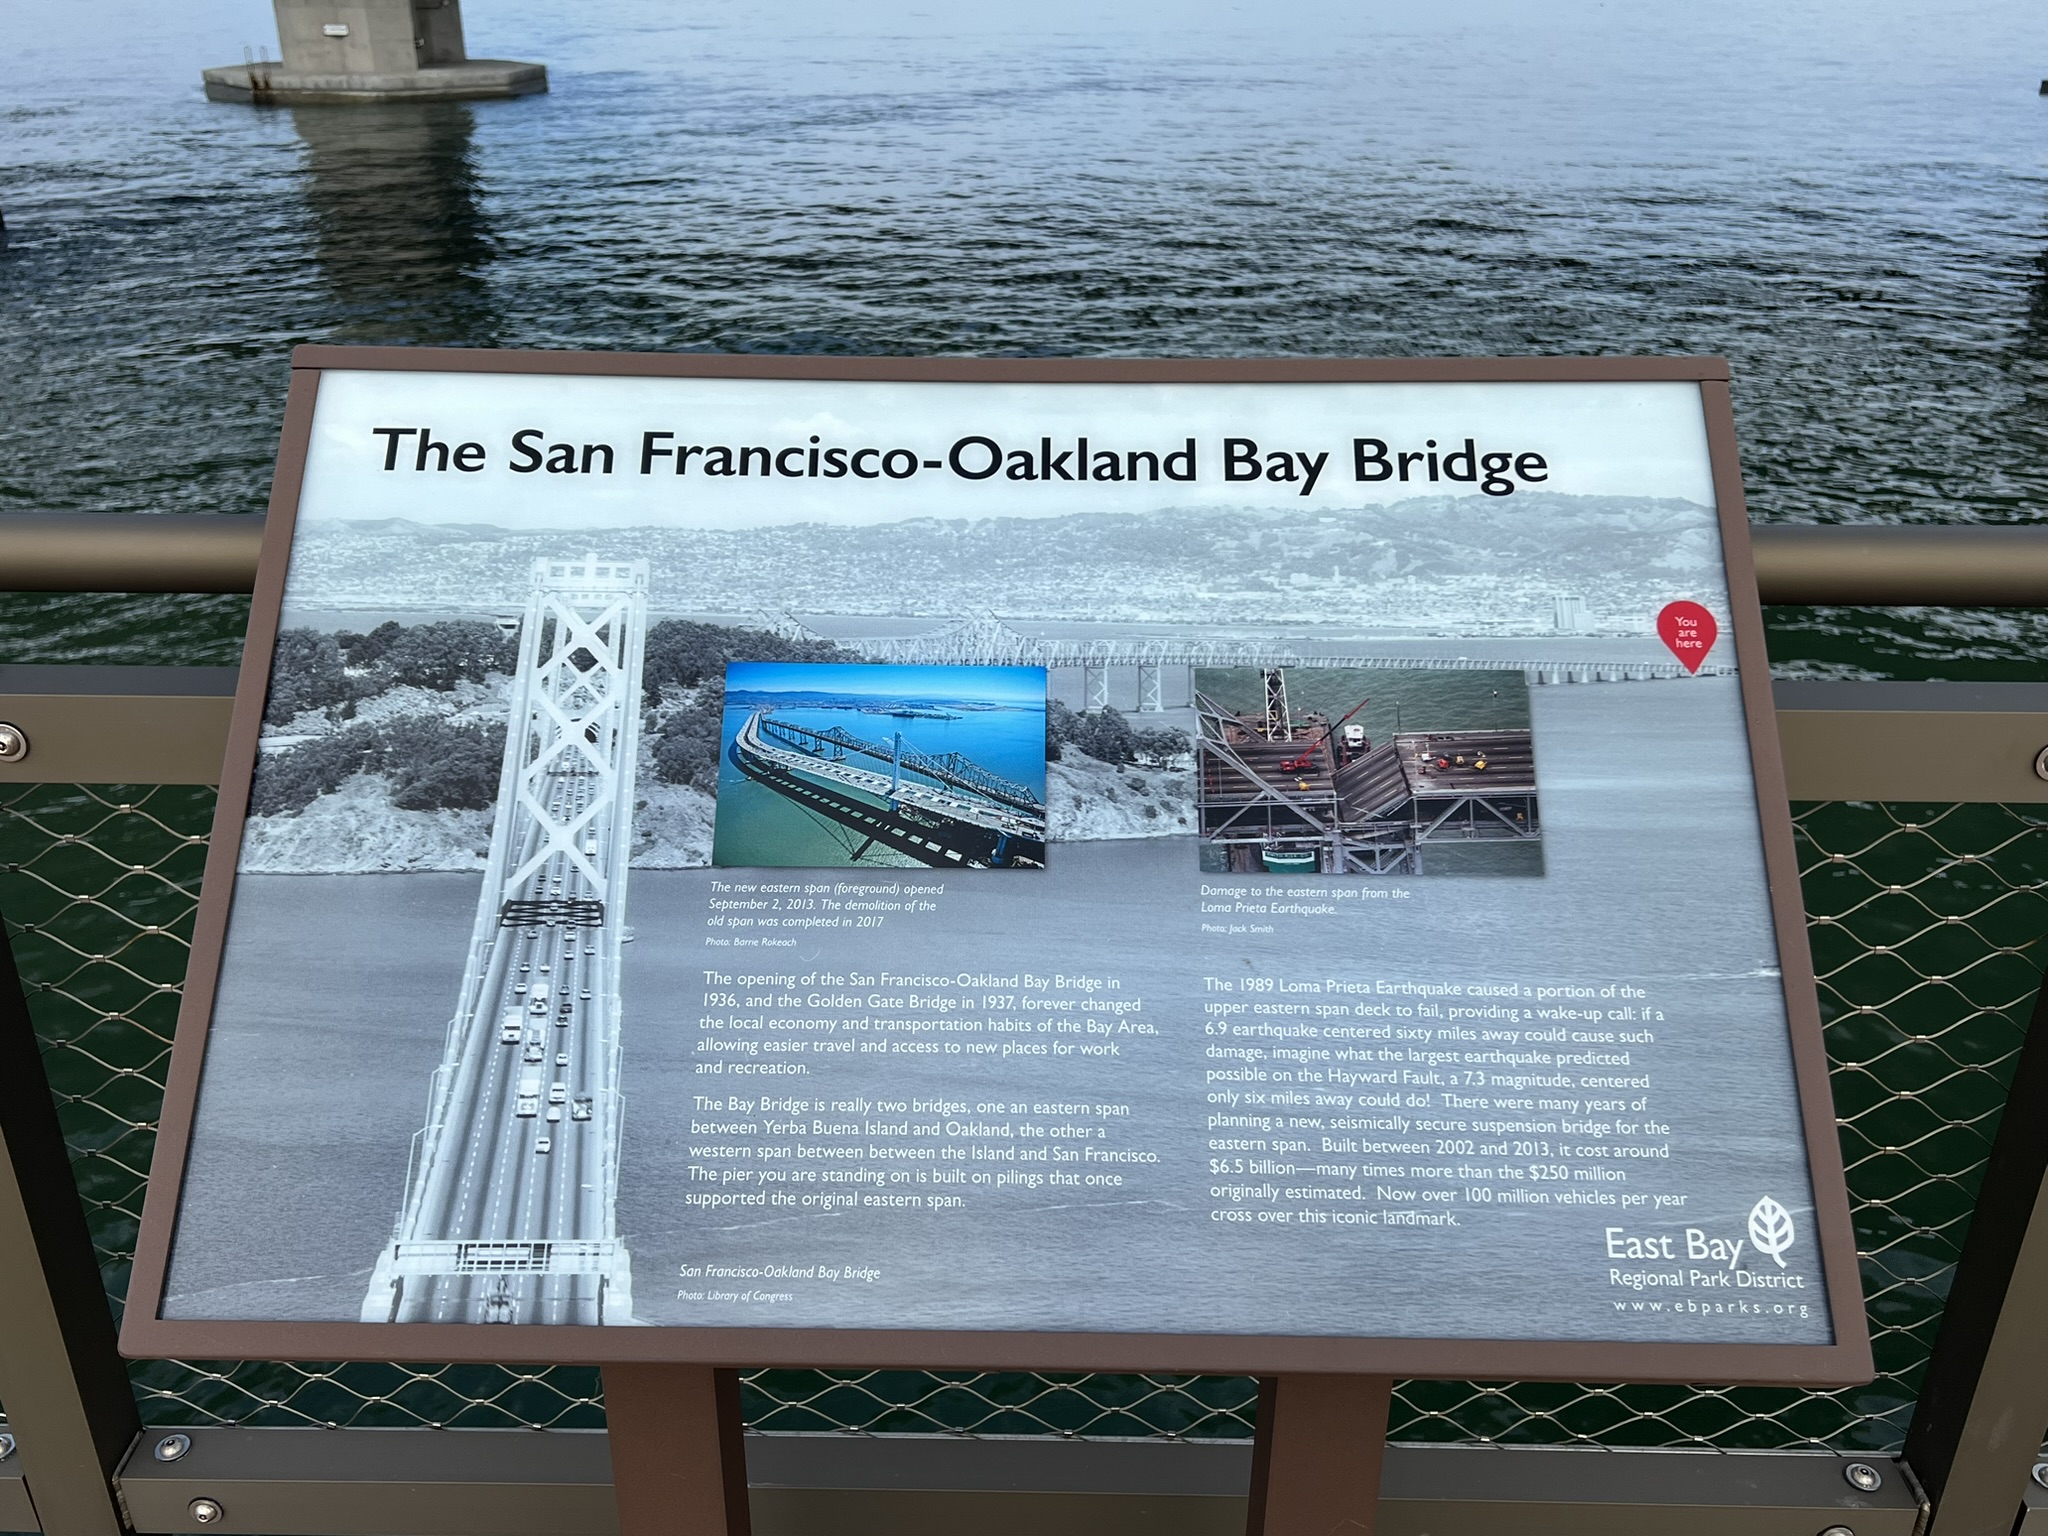 The San Francisco-Oakland Bay Bridge
You
are
here
The new eastern span (foreground) opened
September 2, 2013. The demolition of the
old span was completed in 2017
Photo: Barrie Rokeach
Damage to the eastern span from the
Loma Prieta Earthquake.
Photo: Jack Smith
The opening of the San Francisco-Oakland Bay Bridge in
1936, and the Golden Gate Bridge in 1937, forever changed
the local economy and transportation habits of the Bay Area,
allowing easier travel and access to new places for work
and recreation.
The Bay Bridge is really two bridges, one an eastern span
between Yerba Buena Island and Oakland, the other a
western span between between the Island and San Francisco.
The pier you are standing on is built on pilings that once
supported the original eastern span.
The 1989 Loma Prieta Earthquake caused a portion of the
upper eastern span deck to fail, providing a wake-up call: if a
6.9 earthquake centered sixty miles away could cause such
damage, imagine what the largest earthquake predicted
possible on the Hayward Fault, a 7.3 magnitude, centered
only six miles away could do! There were many years of
planning a new, seismically secure suspension bridge for the
eastern span. Built between 2002 and 2013, it cost around
$6.5 billion—many times more than the $250 million
originally estimated. Now over 100 million vehicles per year
cross over this iconic landmark.
San Francisco-Oakland Bay Bridge
Photo: Library of Congress
East Bay
Regional Park District
www.ebparks.org